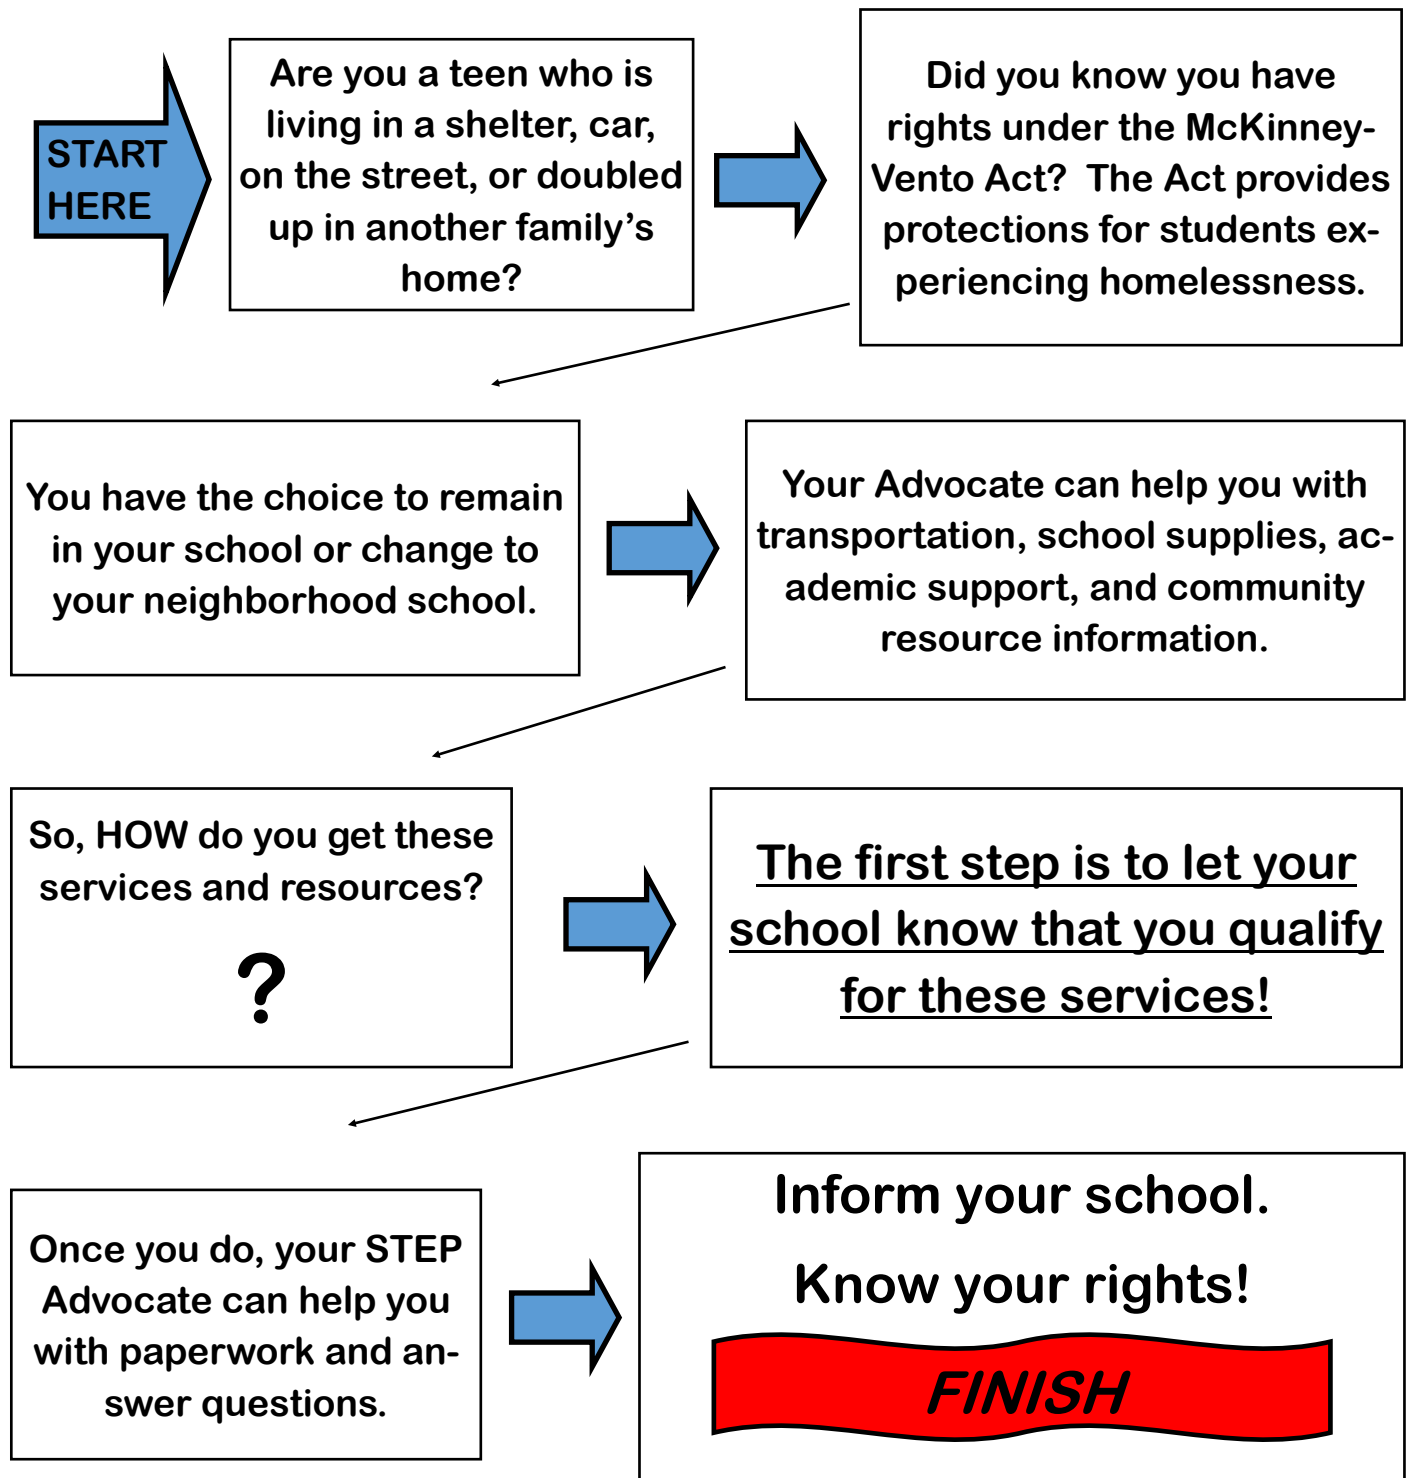 START
HERE
Are you a teen who is
living in a shelter, car,
on the street, or doubled
up in another family’s
home?
Did you know you have
rights under the McKinney-
Vento Act?  The Act provides
protections for students ex-
periencing homelessness.
You have the choice to remain
in your school or change to
your neighborhood school.
Your Advocate can help you with
transportation, school supplies, ac-
ademic support, and community
resource information.
So, HOW do you get these
services and resources?
?
The first step is to let your
school know that you qualify
for these services!
Once you do, your STEP
Advocate can help you
with paperwork and an-
swer questions.
Inform your school.
Know your rights!
FINISH